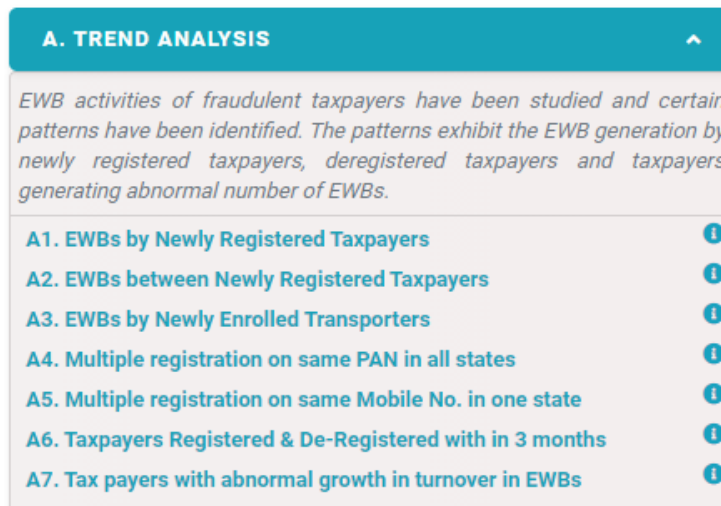 A. TREND ANALYSIS
EWB activities of fraudulent taxpayers have been studied and certain
patterns have been identified. The patterns exhibit the EWB generation by
newly registered taxpayers, deregistered taxpayers and taxpayers
generating abnormal number of EWBs.
A1. EWBs by Newly Registered Taxpayers
A2. EWBs between Newly Registered Taxpayers
A3. EWBs by Newly Enrolled Transporters
A4. Multiple registration on same PAN in all states
A5. Multiple registration on same Mobile No. in one state
A6. Taxpayers Registered & De-Registered with in 3 months
A7. Tax payers with abnormal growth in turnover in EWBs